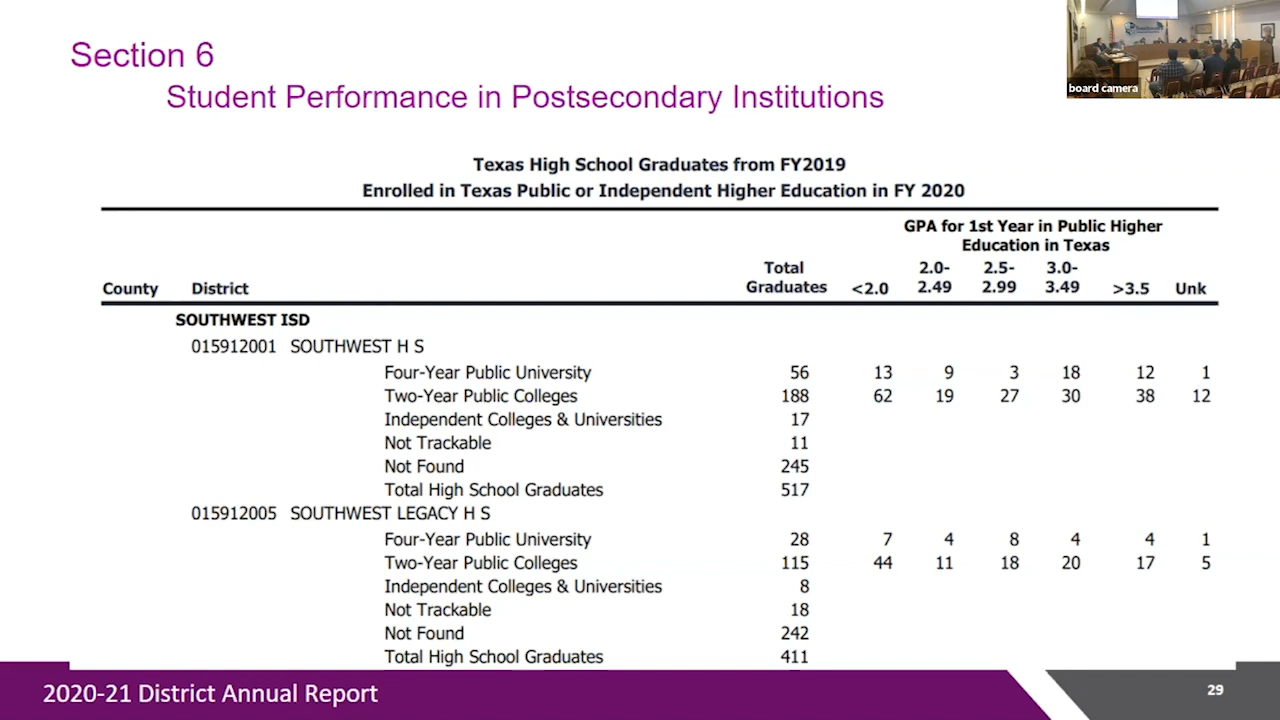 Section 6
Student Performance in Postsecondary Institutions
board camera
Texas High School Graduates from FY2019
Enrolled in Texas Public or Independent Higher Education in FY 2020
GPA for 1st Year in Public Higher
Education in Texas
County District Total Graduates <2.0 2.0-2.49 2.5-2.99 3.0-3.49 >3.5 Unk
SOUTHWEST ISD
015912001 SOUTHWEST H S
Four-Year Public University 56 13 9 3 18 12 1
Two-Year Public Colleges 188 62 19 27 30 38 12
Independent Colleges & Universities 17
Not Trackable 11
Not Found 245
Total High School Graduates 517
015912005 SOUTHWEST LEGACY H S
Four-Year Public University 28 7 4 8 4 4 1
Two-Year Public Colleges 115 44 11 18 20 17 5
Independent Colleges & Universities 8
Not Trackable 18
Not Found 242
Total High School Graduates 411
2020-21 District Annual Report
29